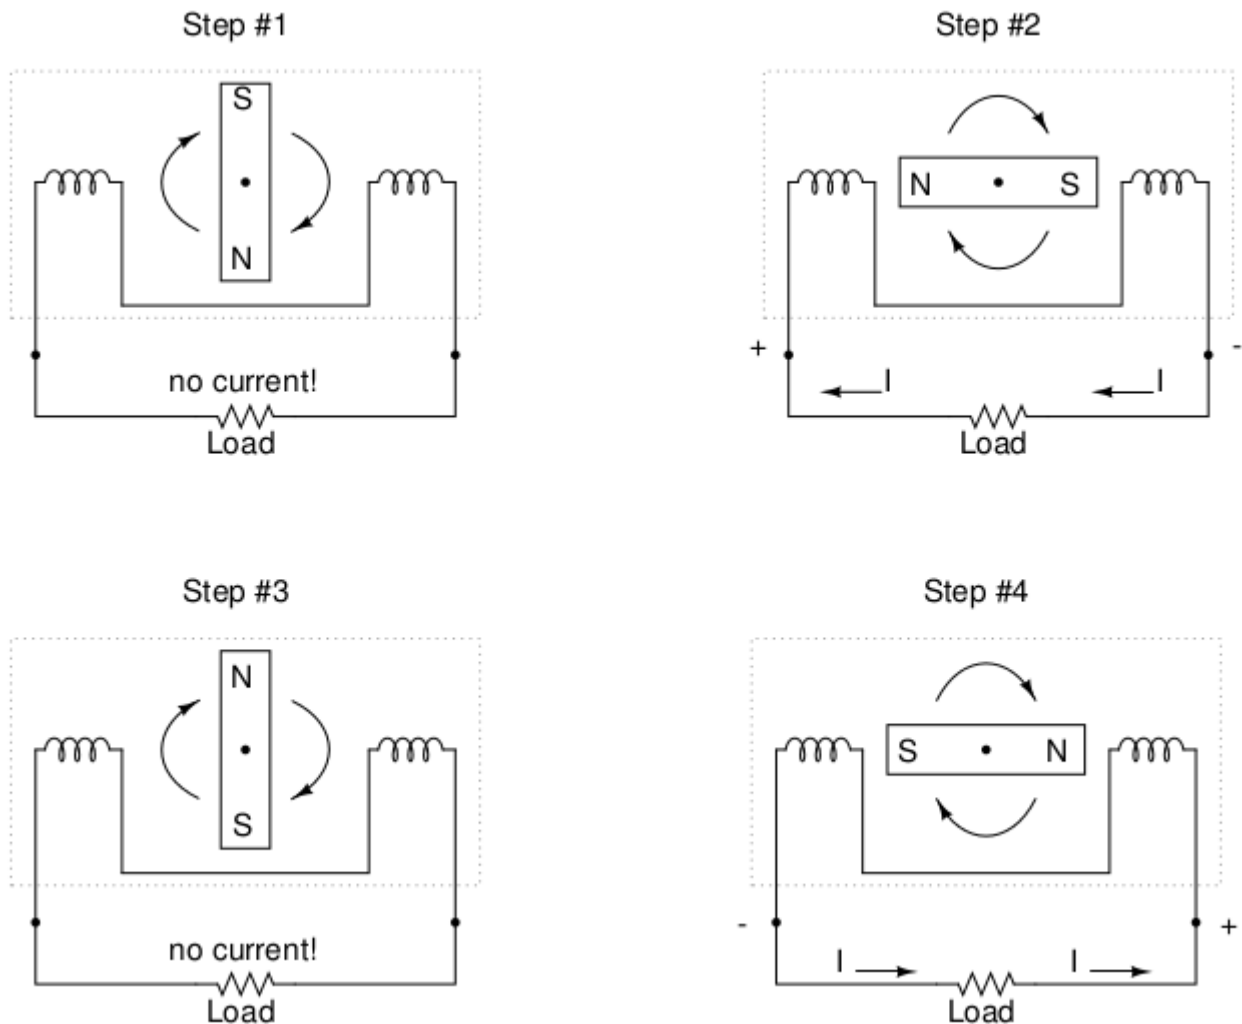 Step #1
S
N
no current!
Load
Step #2
N S
+ -
I I
Load
Step #3
N
S
no current!
Load
Step #4
S N
- +
I I
Load